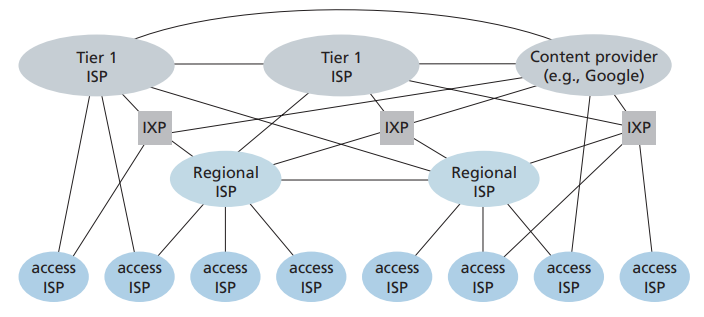 Tier 1
ISP
Tier 1
ISP
Content provider
(e.g., Google)
IXP
IXP
IXP
Regional
ISP
Regional
ISP
access
ISP
access
ISP
access
ISP
access
ISP
access
ISP
access
ISP
access
ISP
access
ISP